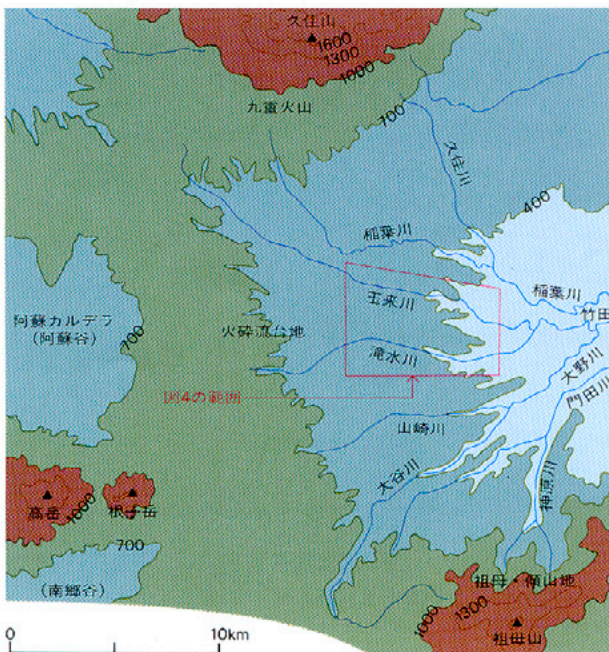 久住山
1600
1300
1000
九重火山
700
久住川
400
稲葉川
稲葉川
玉来川
竹田
阿蘇カルデラ
(阿蘇谷)
700
火砕流台地
滝水川
大野川
門田川
図4の範囲
山崎川
大谷川
神原川
高岳
1000
根子岳
700
(南郷谷)
祖母・傾山地
1000
1300
祖母山
0
10km